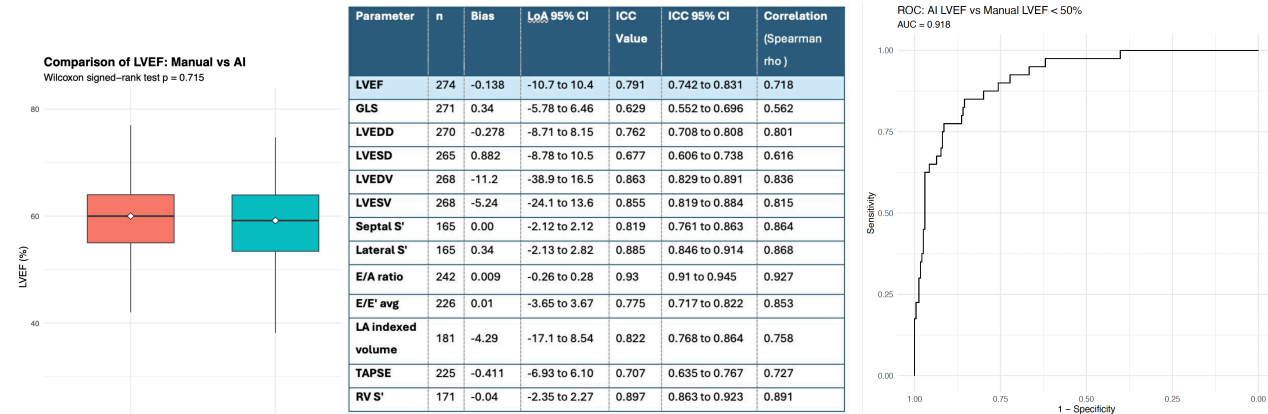 Comparison of LVEF: Manual vs AI
Wilcoxon signed–rank test p = 0.715
80
60
40
LVEF (%)
Parameter n Bias LoA 95% CI ICC Value ICC 95% CI Correlation (Spearman rho )
LVEF 274 -0.138 -10.7 to 10.4 0.791 0.742 to 0.831 0.718
GLS 271 0.34 -5.78 to 6.46 0.629 0.552 to 0.696 0.562
LVEDD 270 -0.278 -8.71 to 8.15 0.762 0.708 to 0.808 0.801
LVESD 265 0.882 -8.78 to 10.5 0.677 0.606 to 0.738 0.616
LVEDV 268 -11.2 -38.9 to 16.5 0.863 0.829 to 0.891 0.836
LVESV 268 -5.24 -24.1 to 13.6 0.855 0.819 to 0.884 0.815
Septal S' 165 0.00 -2.12 to 2.12 0.819 0.761 to 0.863 0.864
Lateral S' 165 0.34 -2.13 to 2.82 0.885 0.846 to 0.914 0.868
E/A ratio 242 0.009 -0.26 to 0.28 0.93 0.91 to 0.945 0.927
E/E' avg 226 0.01 -3.65 to 3.67 0.775 0.717 to 0.822 0.853
LA indexed volume 181 -4.29 -17.1 to 8.54 0.822 0.768 to 0.864 0.758
TAPSE 225 -0.411 -6.93 to 6.10 0.707 0.635 to 0.767 0.727
RV S' 171 -0.04 -2.35 to 2.27 0.897 0.863 to 0.923 0.891
ROC: AI LVEF vs Manual LVEF < 50%
AUC = 0.918
1.00
0.75
0.50
0.25
0.00
Sensitivity
1.00 0.75 0.50 0.25 0.00
1 − Specificity